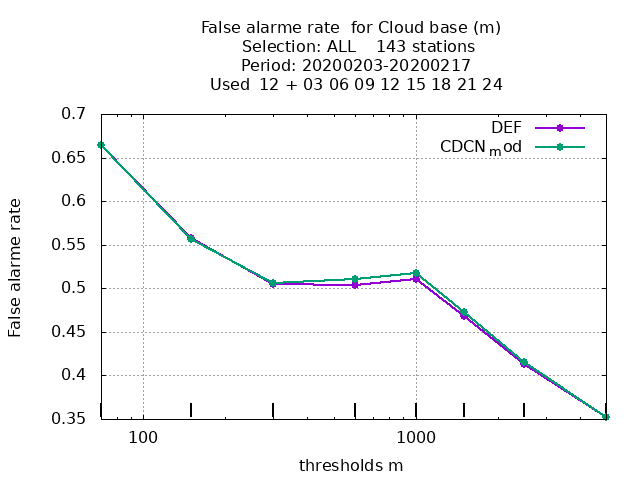 False alarme rate  for Cloud base (m)
Selection: ALL    143 stations
Period: 20200203-20200217
Used  12 + 03 06 09 12 15 18 21 24
DEF
CDCNmod
0.7
0.65
0.6
0.55
0.5
0.45
0.4
0.35
False alarme rate
100
1000
thresholds m